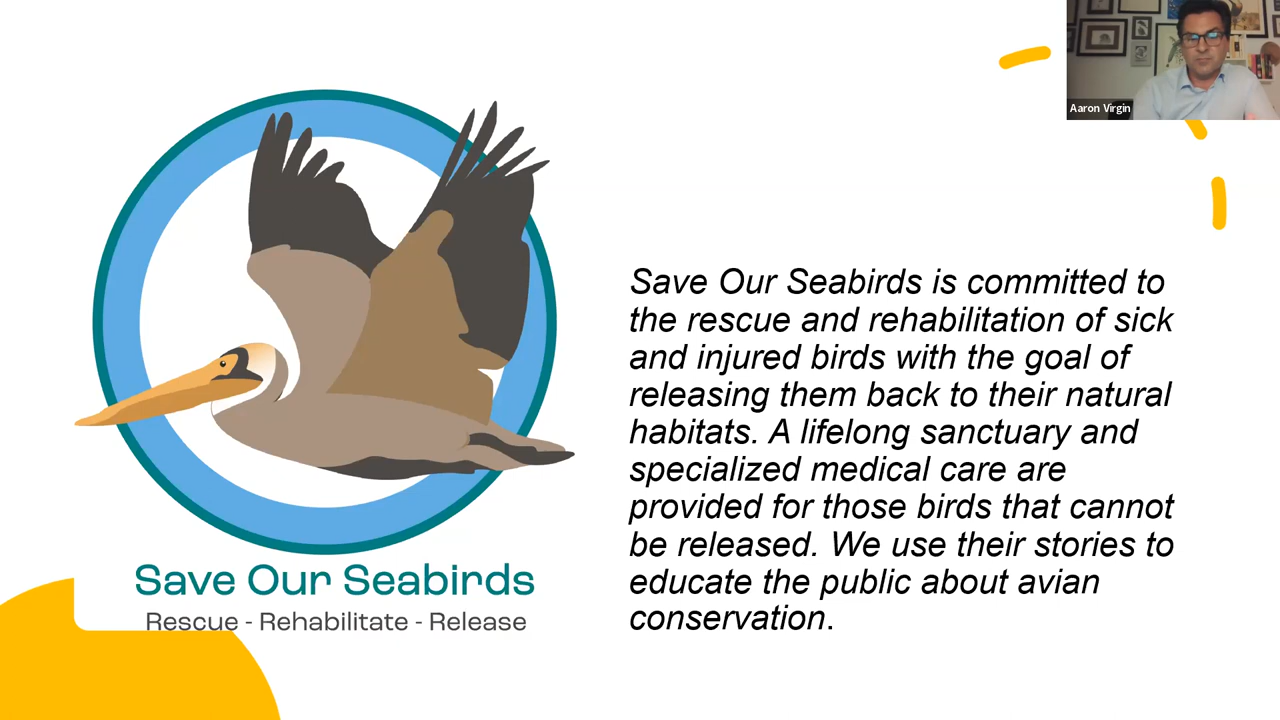 Aaron Virgin
Save Our Seabirds is committed to
the rescue and rehabilitation of sick
and injured birds with the goal of
releasing them back to their natural
habitats. A lifelong sanctuary and
specialized medical care are
provided for those birds that cannot
be released. We use their stories to
educate the public about avian
conservation.
Save Our Seabirds
Rescue - Rehabilitate - Release